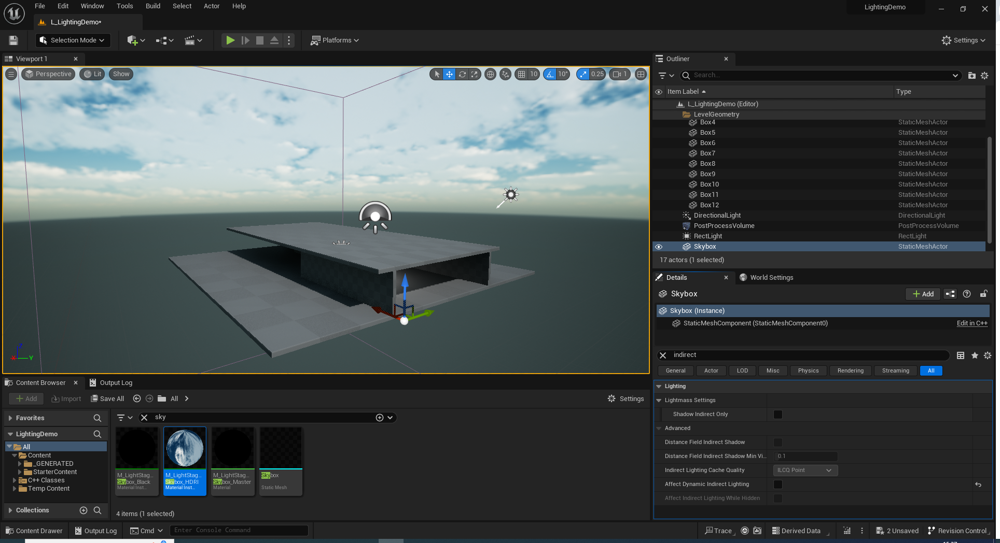 File Edit Window Tools Build Select Actor Help
LightingDemo
L_LightingDemo*
Selection Mode
Platforms
Settings
Viewport 1
Perspective Lit Show
10 10° 0.25 1
Outliner
Search...
Item Label Type
L_LightingDemo (Editor)
LevelGeometry
Box4 StaticMeshActor
Box5 StaticMeshActor
Box6 StaticMeshActor
Box7 StaticMeshActor
Box8 StaticMeshActor
Box9 StaticMeshActor
Box10 StaticMeshActor
Box11 StaticMeshActor
Box12 StaticMeshActor
DirectionalLight DirectionalLight
PostProcessVolume PostProcessVolume
RectLight RectLight
Skybox StaticMeshActor
17 actors (1 selected)
Z
X Y
Details World Settings
Skybox
Add
Skybox (Instance)
StaticMeshComponent (StaticMeshComponent0) Edit in C++
indirect
General Actor LOD Misc Physics Rendering Streaming All
Lighting
Lightmass Settings
Shadow Indirect Only
Advanced
Distance Field Indirect Shadow
Distance Field Indirect Shadow Min Vi... 0.1
Indirect Lighting Cache Quality ILCQ Point
Affect Dynamic Indirect Lighting
Affect Indirect Lighting While Hidden
Content Browser Output Log
Add Import Save All All Settings
Favorites
LightingDemo
All
Content
_GENERATED
StarterContent
C++ Classes
Temp Content
Collections
sky
M_LightStag...
Skybox_Black
Material Inst...
M_LightStag...
Skybox_HDRI
Material Inst...
M_LightStag...
Skybox_Master
Material
Skybox
Static Mesh
4 items (1 selected)
Content Drawer Output Log Cmd Enter Console Command
Trace Derived Data 2 Unsaved Revision Control